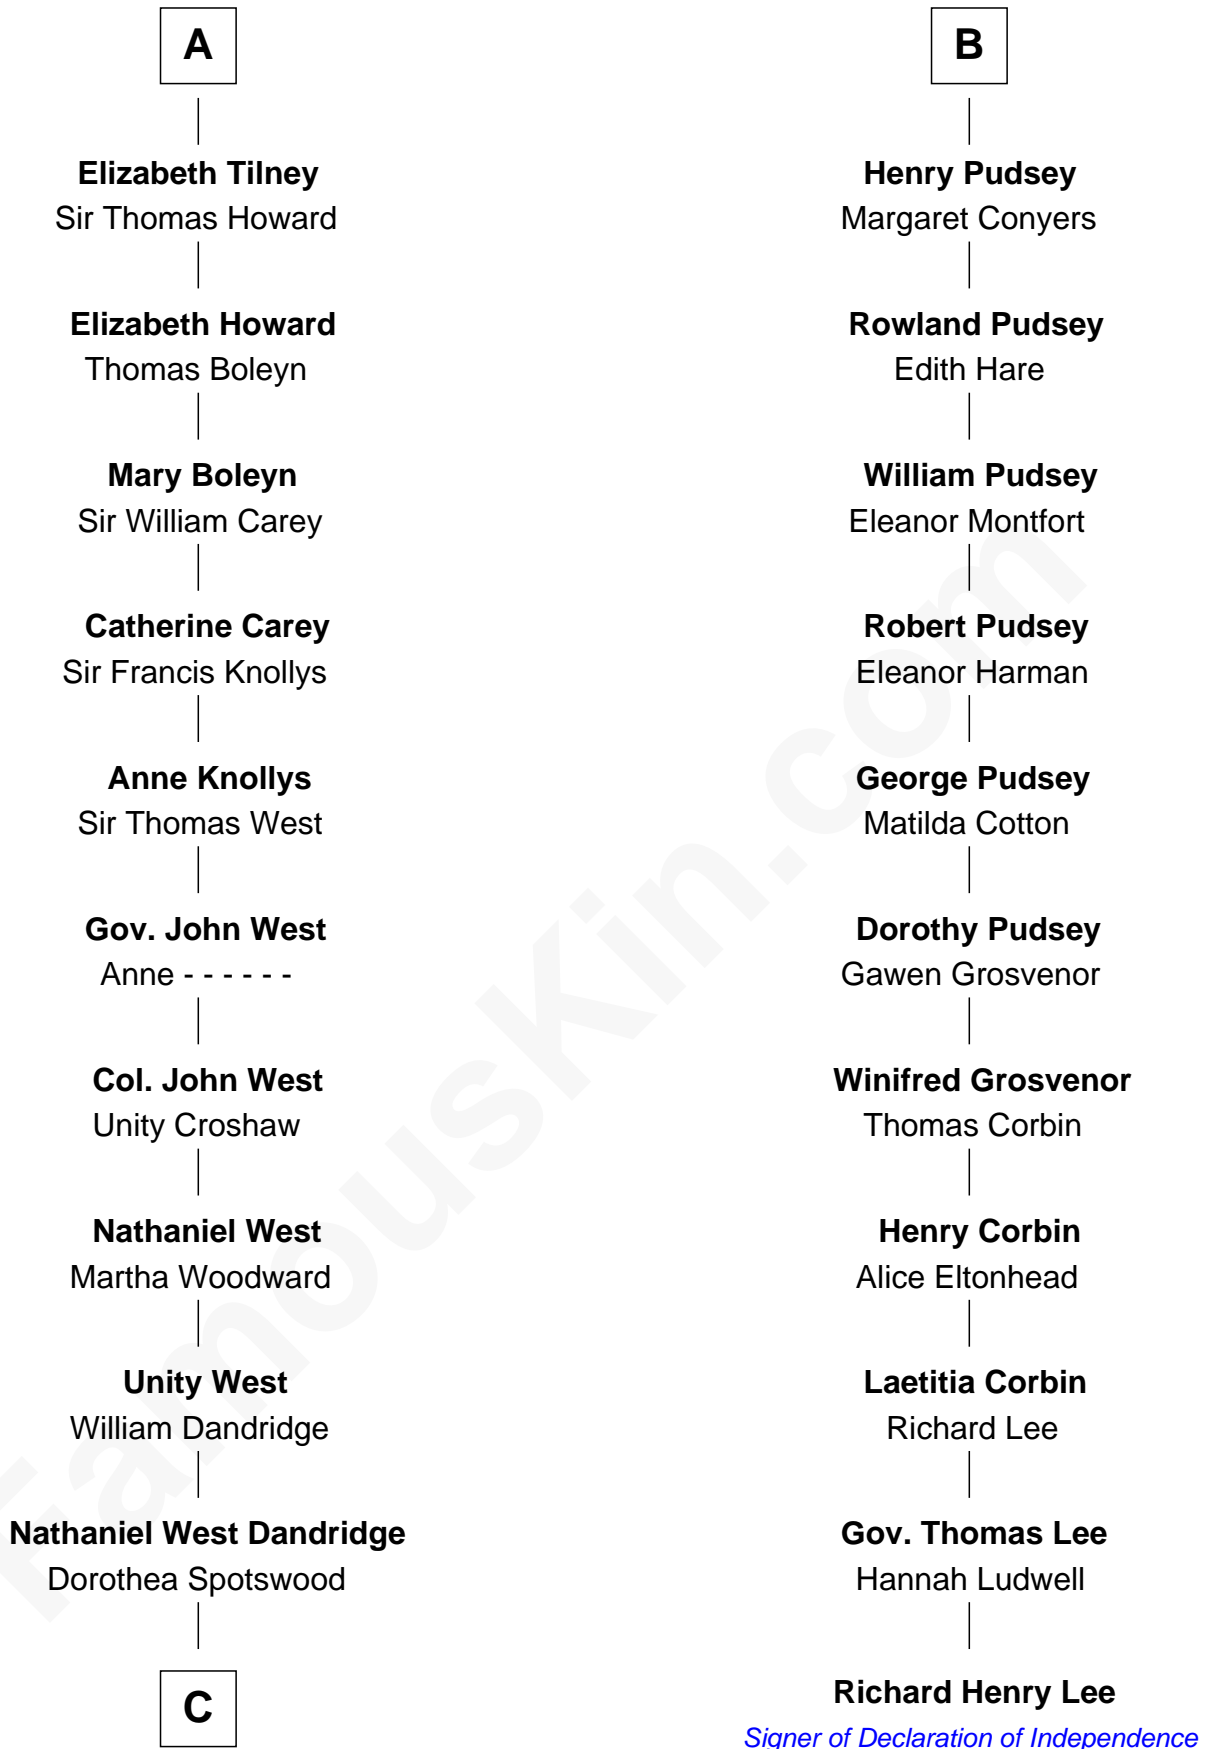 A
Elizabeth Tilney
Sir Thomas Howard
Elizabeth Howard
Thomas Boleyn
Mary Boleyn
Sir William Carey
Catherine Carey
Sir Francis Knollys
Anne Knollys
Sir Thomas West
Gov. John West
Anne - - - - - -
Col. John West
Unity Croshaw
Nathaniel West
Martha Woodward
Unity West
William Dandridge
Nathaniel West Dandridge
Dorothea Spotswood
C
B
Henry Pudsey
Margaret Conyers
Rowland Pudsey
Edith Hare
William Pudsey
Eleanor Montfort
Robert Pudsey
Eleanor Harman
George Pudsey
Matilda Cotton
Dorothy Pudsey
Gawen Grosvenor
Winifred Grosvenor
Thomas Corbin
Henry Corbin
Alice Eltonhead
Laetitia Corbin
Richard Lee
Gov. Thomas Lee
Hannah Ludwell
Richard Henry Lee
Signer of Declaration of Independence
FamousKin.com